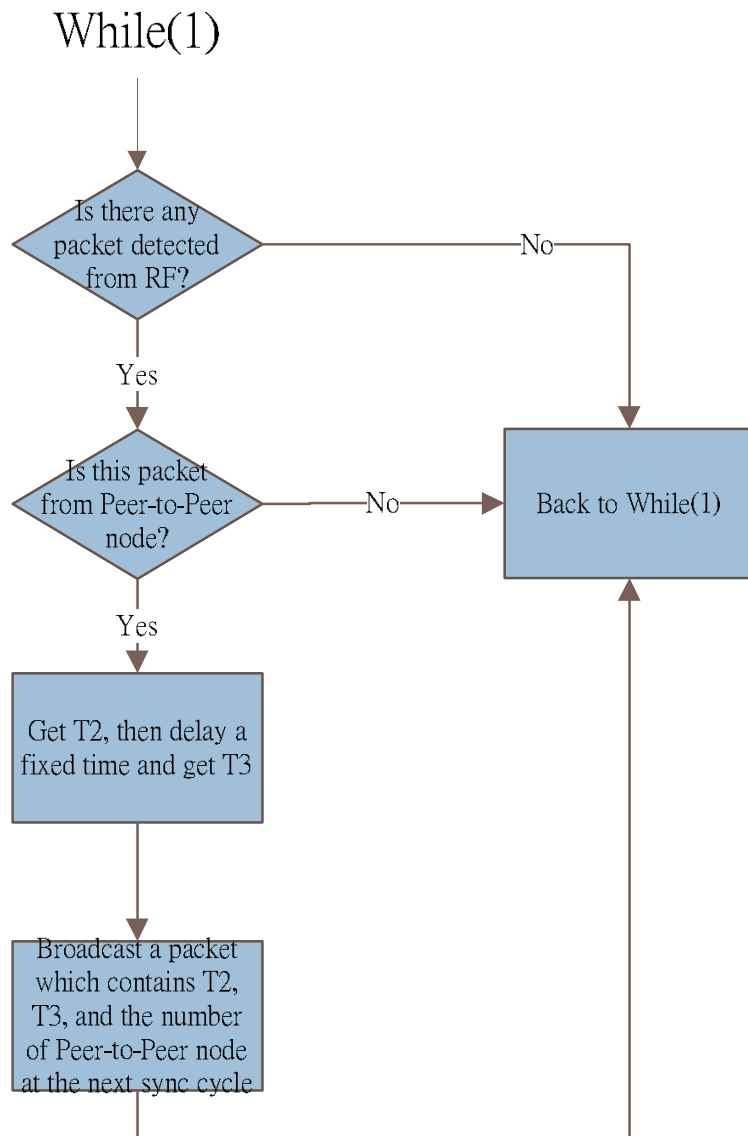 While(1)
Is there any
packet detected
from RF?
No
Yes
Is this packet
from Peer-to-Peer
node?
No
Back to While(1)
Yes
Get T2, then delay a
fixed time and get T3
Broadcast a packet
which contains T2,
T3, and the number
of Peer-to-Peer node
at the next sync cycle